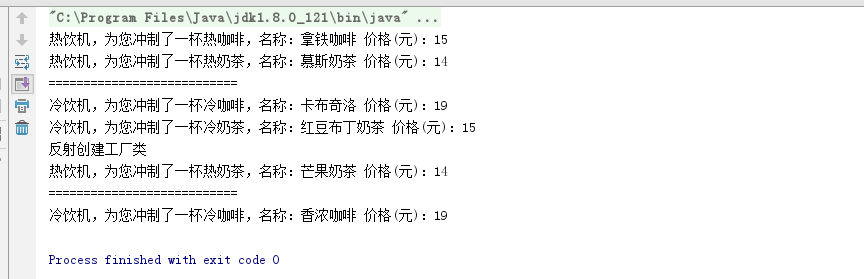 "C:\Program Files\Java\jdk1.8.0_121\bin\java" ...
热饮机，为您冲制了一杯热咖啡，名称：拿铁咖啡 价格(元)：15
热饮机，为您冲制了一杯热奶茶，名称：慕斯奶茶 价格(元)：14
===========================
冷饮机，为您冲制了一杯冷咖啡，名称：卡布奇洛 价格(元)：19
冷饮机，为您冲制了一杯冷奶茶，名称：红豆布丁奶茶 价格(元)：15
反射创建工厂类
热饮机，为您冲制了一杯热奶茶，名称：芒果奶茶 价格(元)：14
===========================
冷饮机，为您冲制了一杯冷咖啡，名称：香浓咖啡 价格(元)：19
Process finished with exit code 0